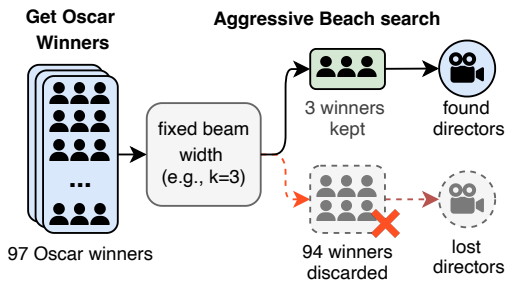 Get Oscar
Winners
Aggressive Beach search
fixed beam
width
(e.g., k=3)
...
97 Oscar winners
3 winners
kept
found
directors
94 winners
discarded
lost
directors